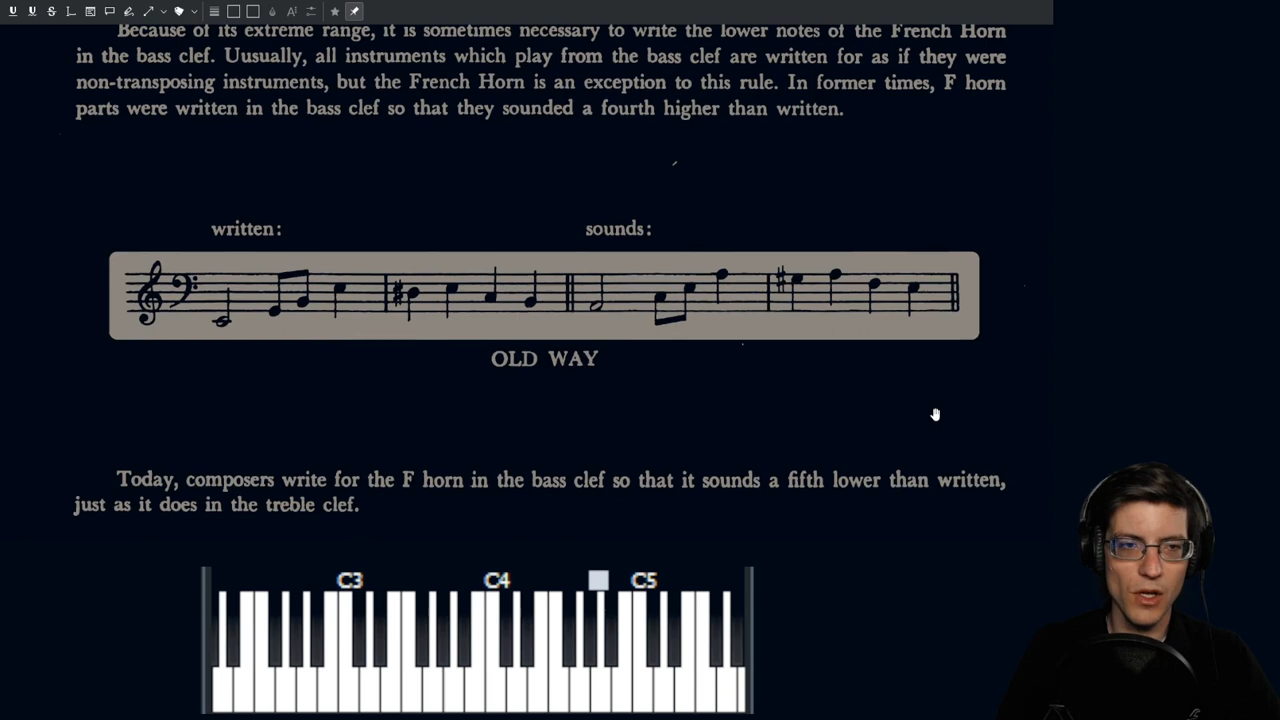 Because of its extreme range, it is sometimes necessary to write the lower notes of the French Horn
in the bass clef. Uusually, all instruments which play from the bass clef are written for as if they were
non-transposing instruments, but the French Horn is an exception to this rule. In former times, F horn
parts were written in the bass clef so that they sounded a fourth higher than written.
written: sounds:
OLD WAY
Today, composers write for the F horn in the bass clef so that it sounds a fifth lower than written,
just as it does in the treble clef.
C3 C4 C5